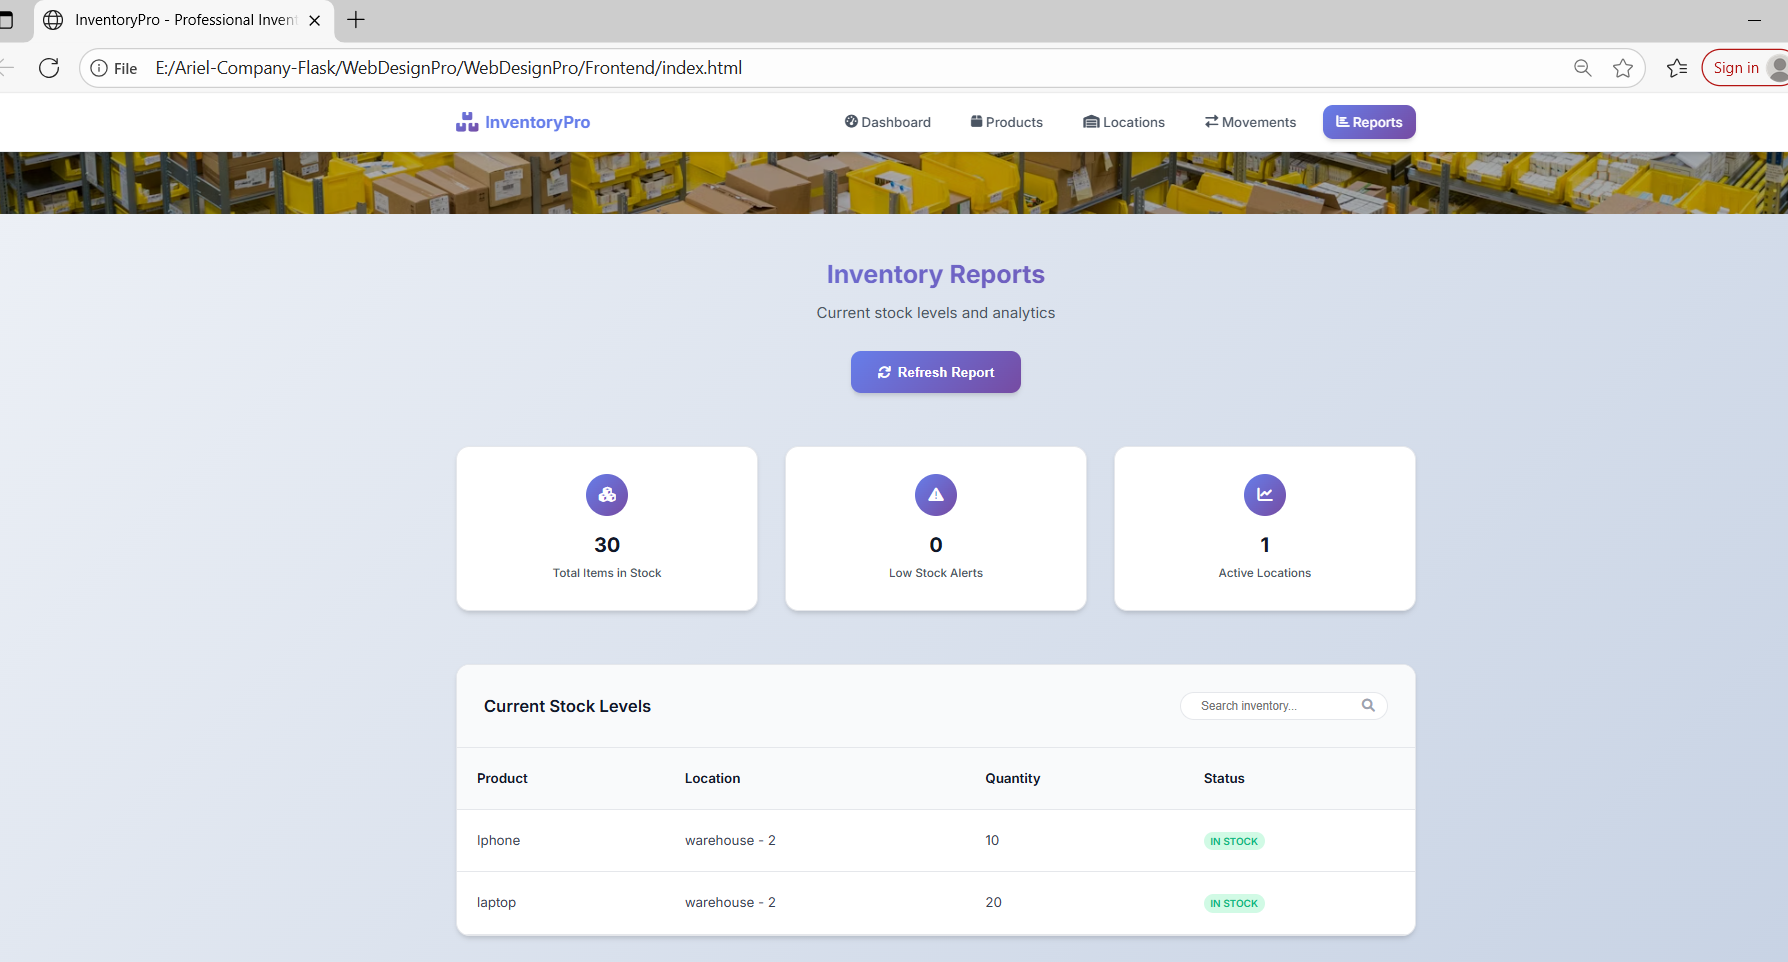 InventoryPro - Professional Invent
File E:/Ariel-Company-Flask/WebDesignPro/WebDesignPro/Frontend/index.html Sign in
InventoryPro Dashboard Products Locations Movements Reports
Inventory Reports
Current stock levels and analytics
Refresh Report
30 0 1
Total Items in Stock Low Stock Alerts Active Locations
Current Stock Levels Search inventory...
Product Location Quantity Status
Iphone warehouse - 2 10 IN STOCK
laptop warehouse - 2 20 IN STOCK